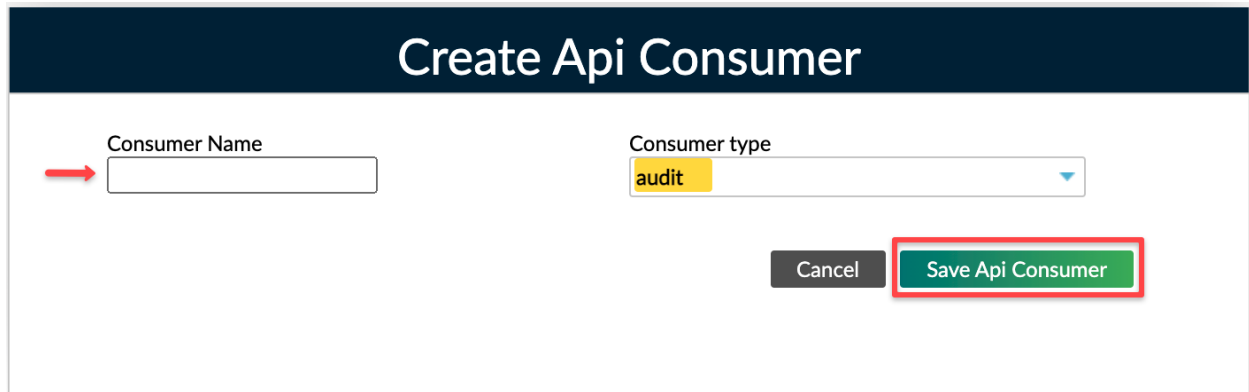 Create Api Consumer
Consumer Name
Consumer type
audit
Cancel
Save Api Consumer